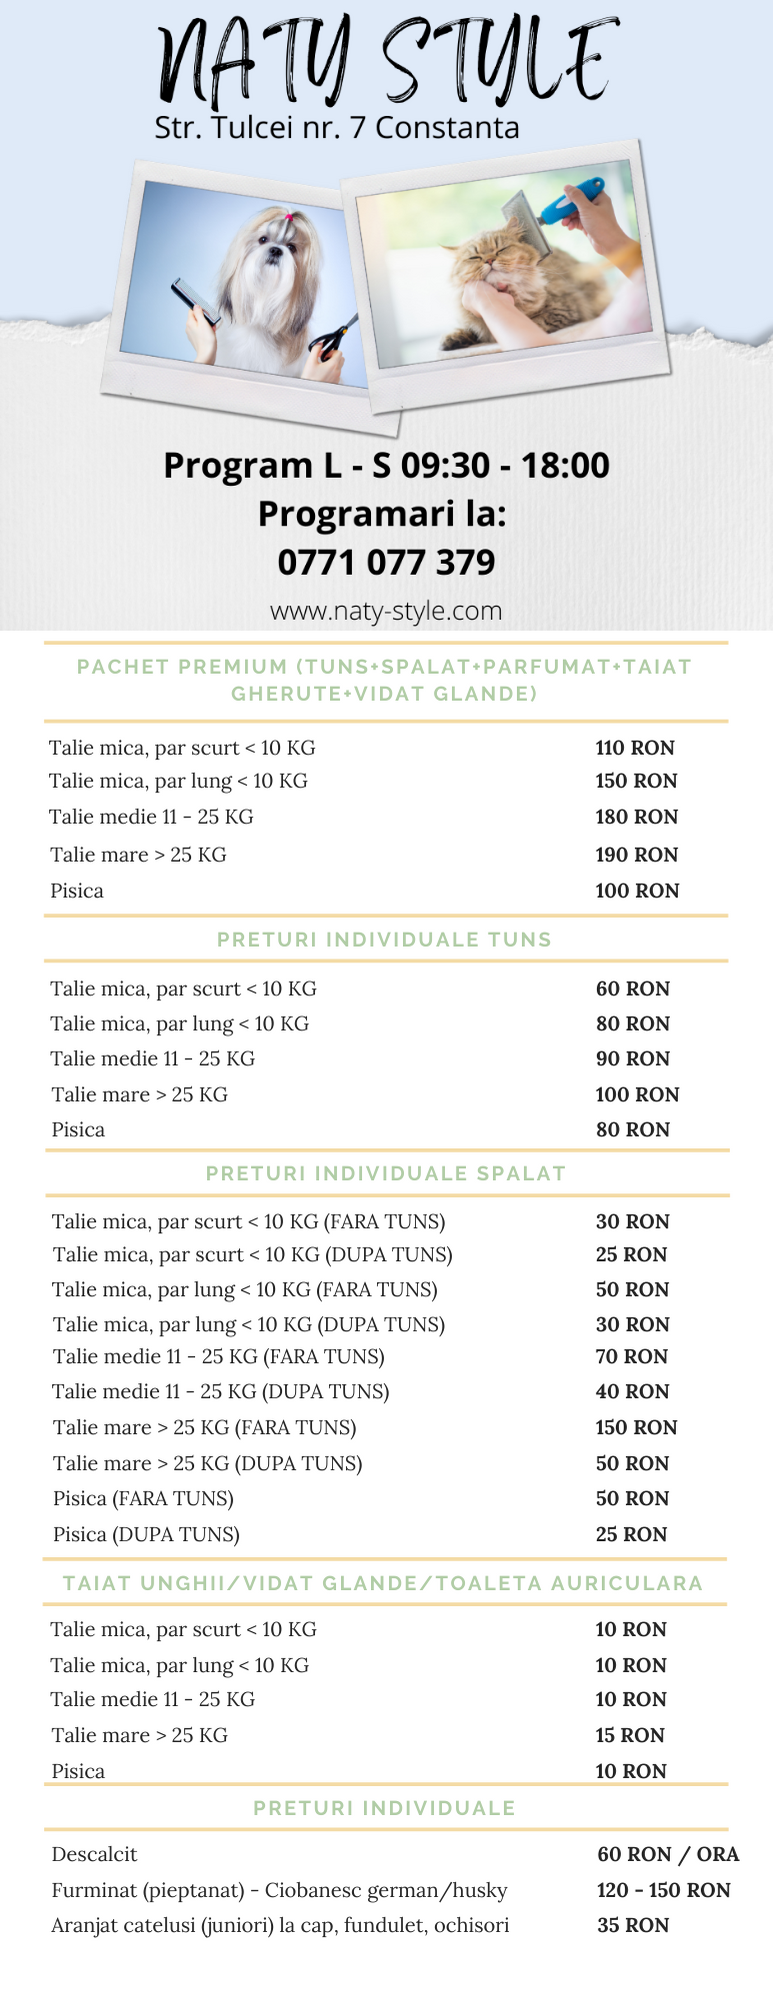 NATY STYLE
Str. Tulcei nr. 7 Constanta
Program L - S 09:30 - 18:00
Programari la:
0771 077 379
www.naty-style.com
PACHET PREMIUM (TUNS+SPALAT+PARFUMAT+TAIAT
GHERUTE+VIDAT GLANDE)
Talie mica, par scurt < 10 KG 110 RON
Talie mica, par lung < 10 KG 150 RON
Talie medie 11 - 25 KG 180 RON
Talie mare > 25 KG 190 RON
Pisica 100 RON
PRETURI INDIVIDUALE TUNS
Talie mica, par scurt < 10 KG 60 RON
Talie mica, par lung < 10 KG 80 RON
Talie medie 11 - 25 KG 90 RON
Talie mare > 25 KG 100 RON
Pisica 80 RON
PRETURI INDIVIDUALE SPALAT
Talie mica, par scurt < 10 KG (FARA TUNS) 30 RON
Talie mica, par scurt < 10 KG (DUPA TUNS) 25 RON
Talie mica, par lung < 10 KG (FARA TUNS) 50 RON
Talie mica, par lung < 10 KG (DUPA TUNS) 30 RON
Talie medie 11 - 25 KG (FARA TUNS) 70 RON
Talie medie 11 - 25 KG (DUPA TUNS) 40 RON
Talie mare > 25 KG (FARA TUNS) 150 RON
Talie mare > 25 KG (DUPA TUNS) 50 RON
Pisica (FARA TUNS) 50 RON
Pisica (DUPA TUNS) 25 RON
TAIAT UNGHII/VIDAT GLANDE/TOALETA AURICULARA
Talie mica, par scurt < 10 KG 10 RON
Talie mica, par lung < 10 KG 10 RON
Talie medie 11 - 25 KG 10 RON
Talie mare > 25 KG 15 RON
Pisica 10 RON
PRETURI INDIVIDUALE
Descalcit 60 RON / ORA
Furminat (pieptanat) - Ciobanesc german/husky 120 - 150 RON
Aranjat catelusi (juniori) la cap, fundulet, ochisori 35 RON